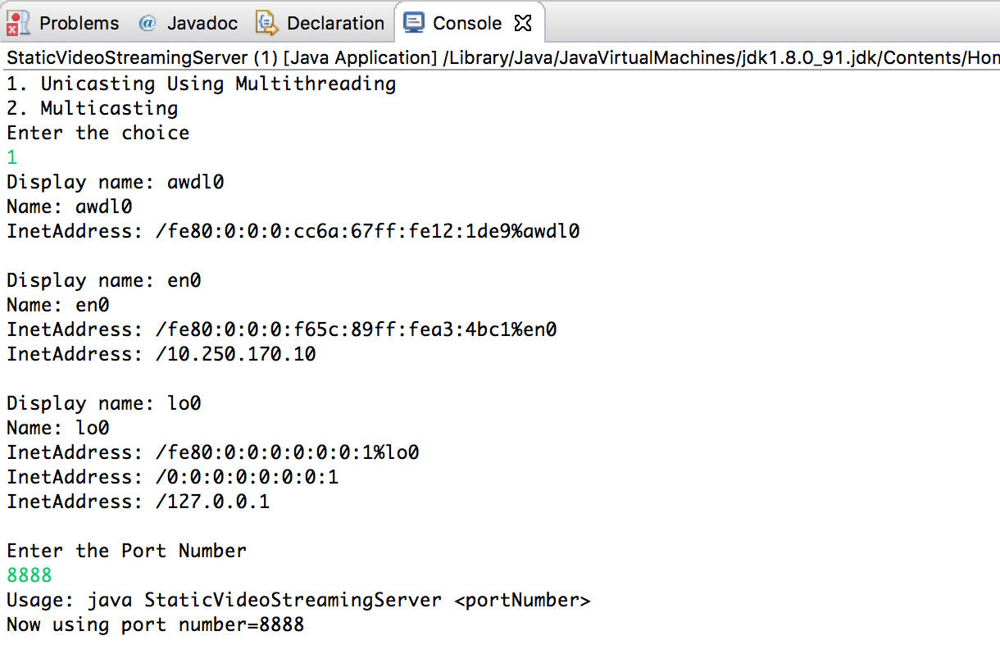 Problems @ Javadoc Declaration Console
StaticVideoStreamingServer (1) [Java Application] /Library/Java/JavaVirtualMachines/jdk1.8.0_91.jdk/Contents/Hom
1. Unicasting Using Multithreading
2. Multicasting
Enter the choice
1
Display name: awdl0
Name: awdl0
InetAddress: /fe80:0:0:0:cc6a:67ff:fe12:1de9%awdl0
Display name: en0
Name: en0
InetAddress: /fe80:0:0:0:f65c:89ff:fea3:4bc1%en0
InetAddress: /10.250.170.10
Display name: lo0
Name: lo0
InetAddress: /fe80:0:0:0:0:0:0:1%lo0
InetAddress: /0:0:0:0:0:0:0:1
InetAddress: /127.0.0.1
Enter the Port Number
8888
Usage: java StaticVideoStreamingServer <portNumber>
Now using port number=8888